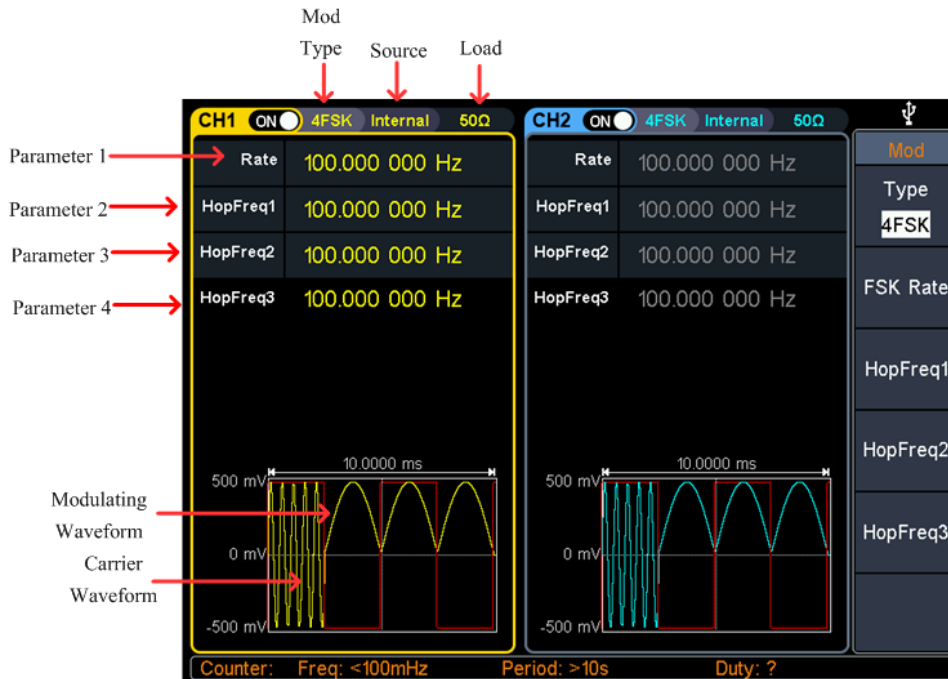 Mod
Type
Source
Load
CH1 ON 4FSK Internal 50Ω
CH2 ON 4FSK Internal 50Ω
Parameter 1
Rate 100.000 000 Hz
Parameter 2
HopFreq1 100.000 000 Hz
Parameter 3
HopFreq2 100.000 000 Hz
Parameter 4
HopFreq3 100.000 000 Hz
Rate 100.000 000 Hz
HopFreq1 100.000 000 Hz
HopFreq2 100.000 000 Hz
HopFreq3 100.000 000 Hz
Mod
Type
4FSK
FSK Rate
HopFreq1
HopFreq2
HopFreq3
Modulating
Waveform
Carrier
Waveform
10.0000 ms
500 mV
0 mV
-500 mV
10.0000 ms
500 mV
0 mV
-500 mV
Counter: Freq: <100mHz Period: >10s Duty: ?